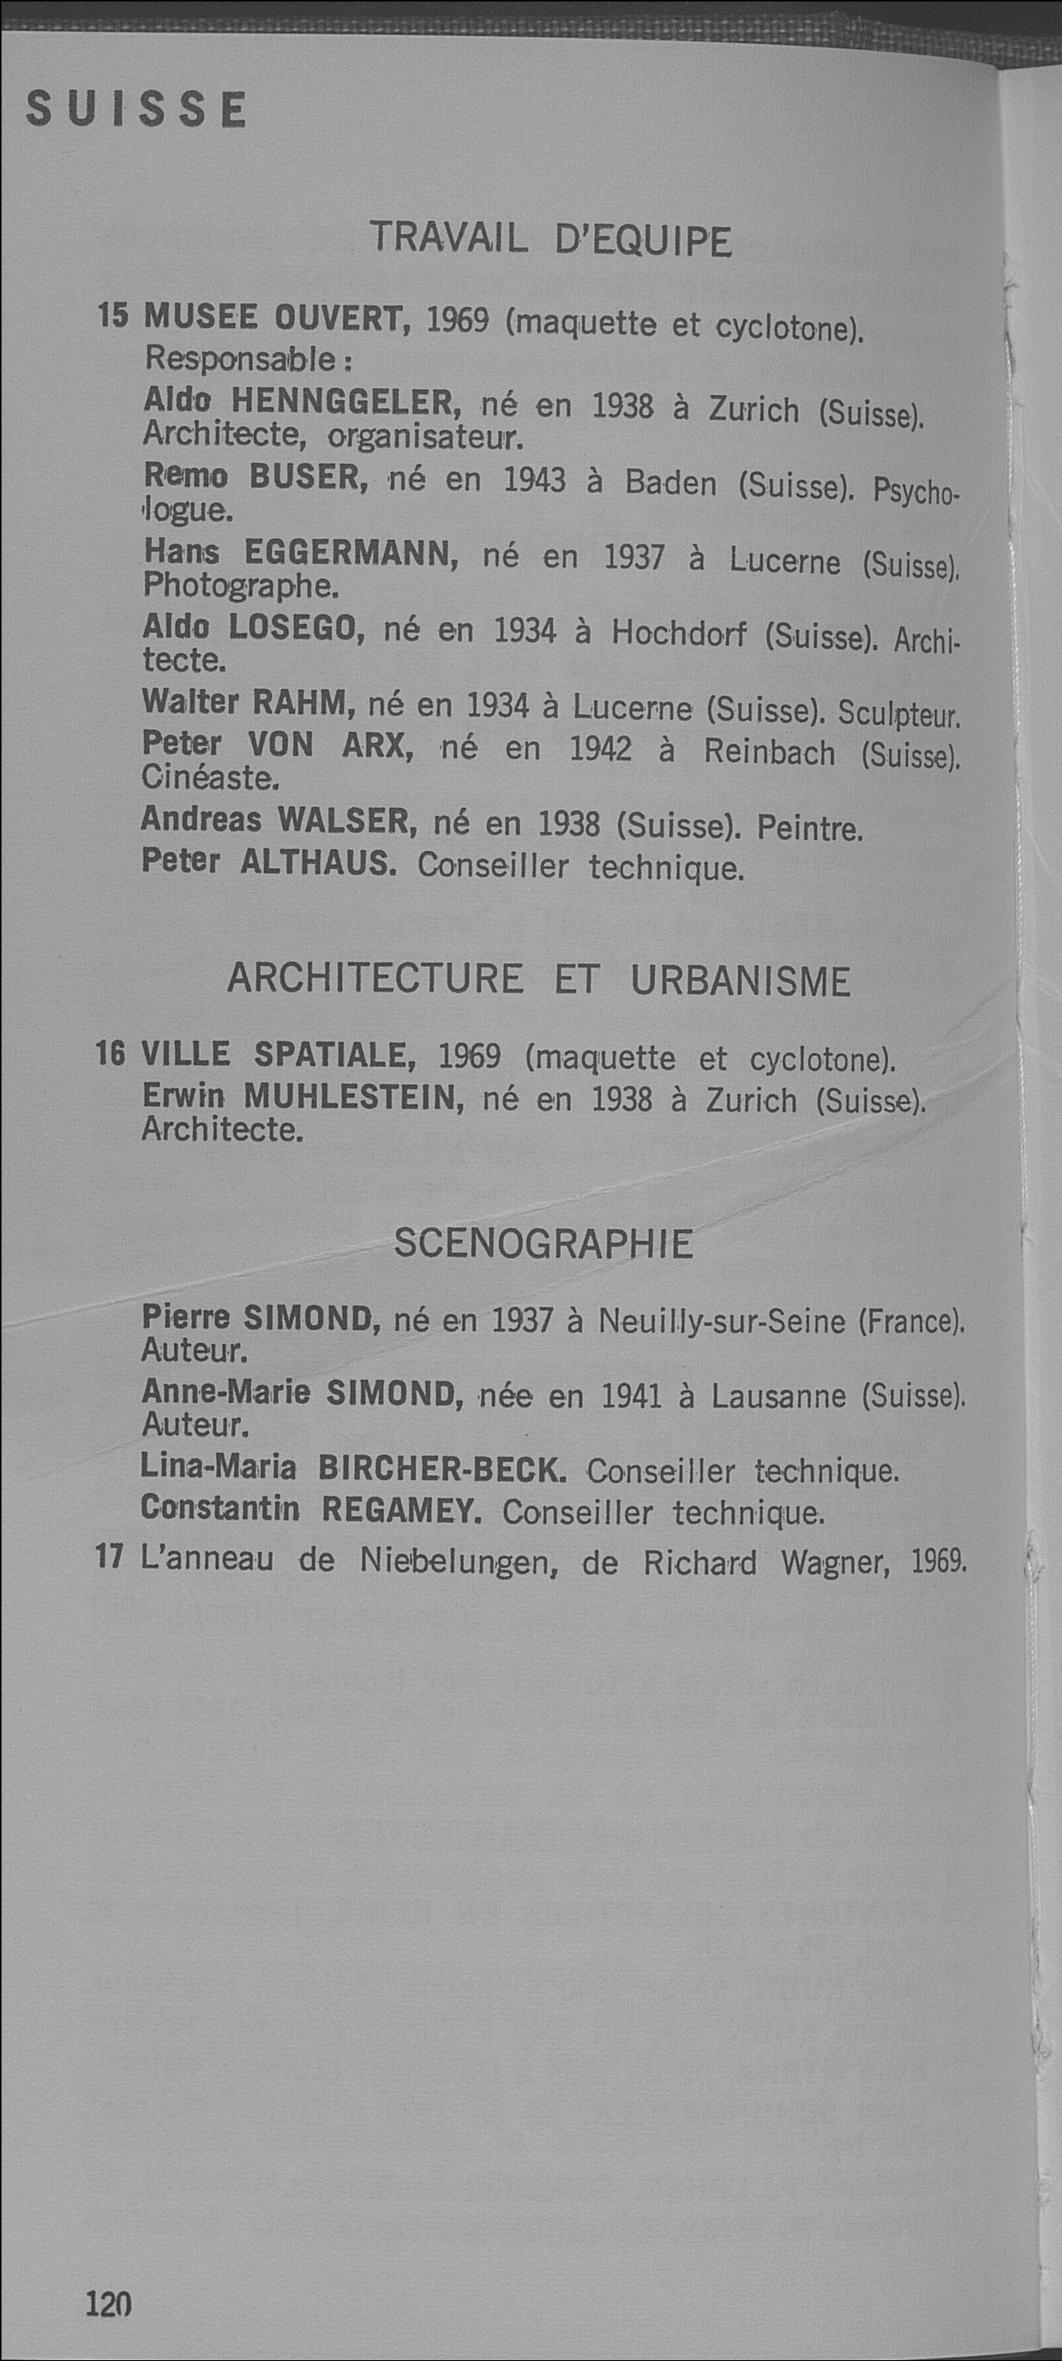 SUISSE
TRAVAIL D'EQUIPE
15 MUSEE OUVERT, 1969 (maquette et cyclotone).
Responsable :
Aldo HENNGGELER, né en 1938 à Zurich (Suisse).
Architecte, organisateur.
Remo BUSER, né en 1943 à Baden (Suisse). Psycho-
logue.
Hans EGGERMANN, né en 1937 à Lucerne (Suisse).
Photographe.
Aldo LOSEGO, né en 1934 à Hochdorf (Suisse). Archi-
tecte.
Walter RAHM, né en 1934 à Lucerne (Suisse). Sculpteur.
Peter VON ARX, né en 1942 à Reinbach (Suisse).
Cinéaste.
Andreas WALSER, né en 1938 (Suisse). Peintre.
Peter ALTHAUS. Conseiller technique.
ARCHITECTURE ET URBANISME
16 VILLE SPATIALE, 1969 (maquette et cyclotone).
Erwin MUHLESTEIN, né en 1938 à Zurich (Suisse).
Architecte.
SCENOGRAPHIE
Pierre SIMOND, né en 1937 à Neuilly-sur-Seine (France).
Auteur.
Anne-Marie SIMOND, née en 1941 à Lausanne (Suisse).
Auteur.
Lina-Maria BIRCHER-BECK. Conseiller technique.
Constantin REGAMEY. Conseiller technique.
17 L'anneau de Niebelungen, de Richard Wagner, 1969.
120